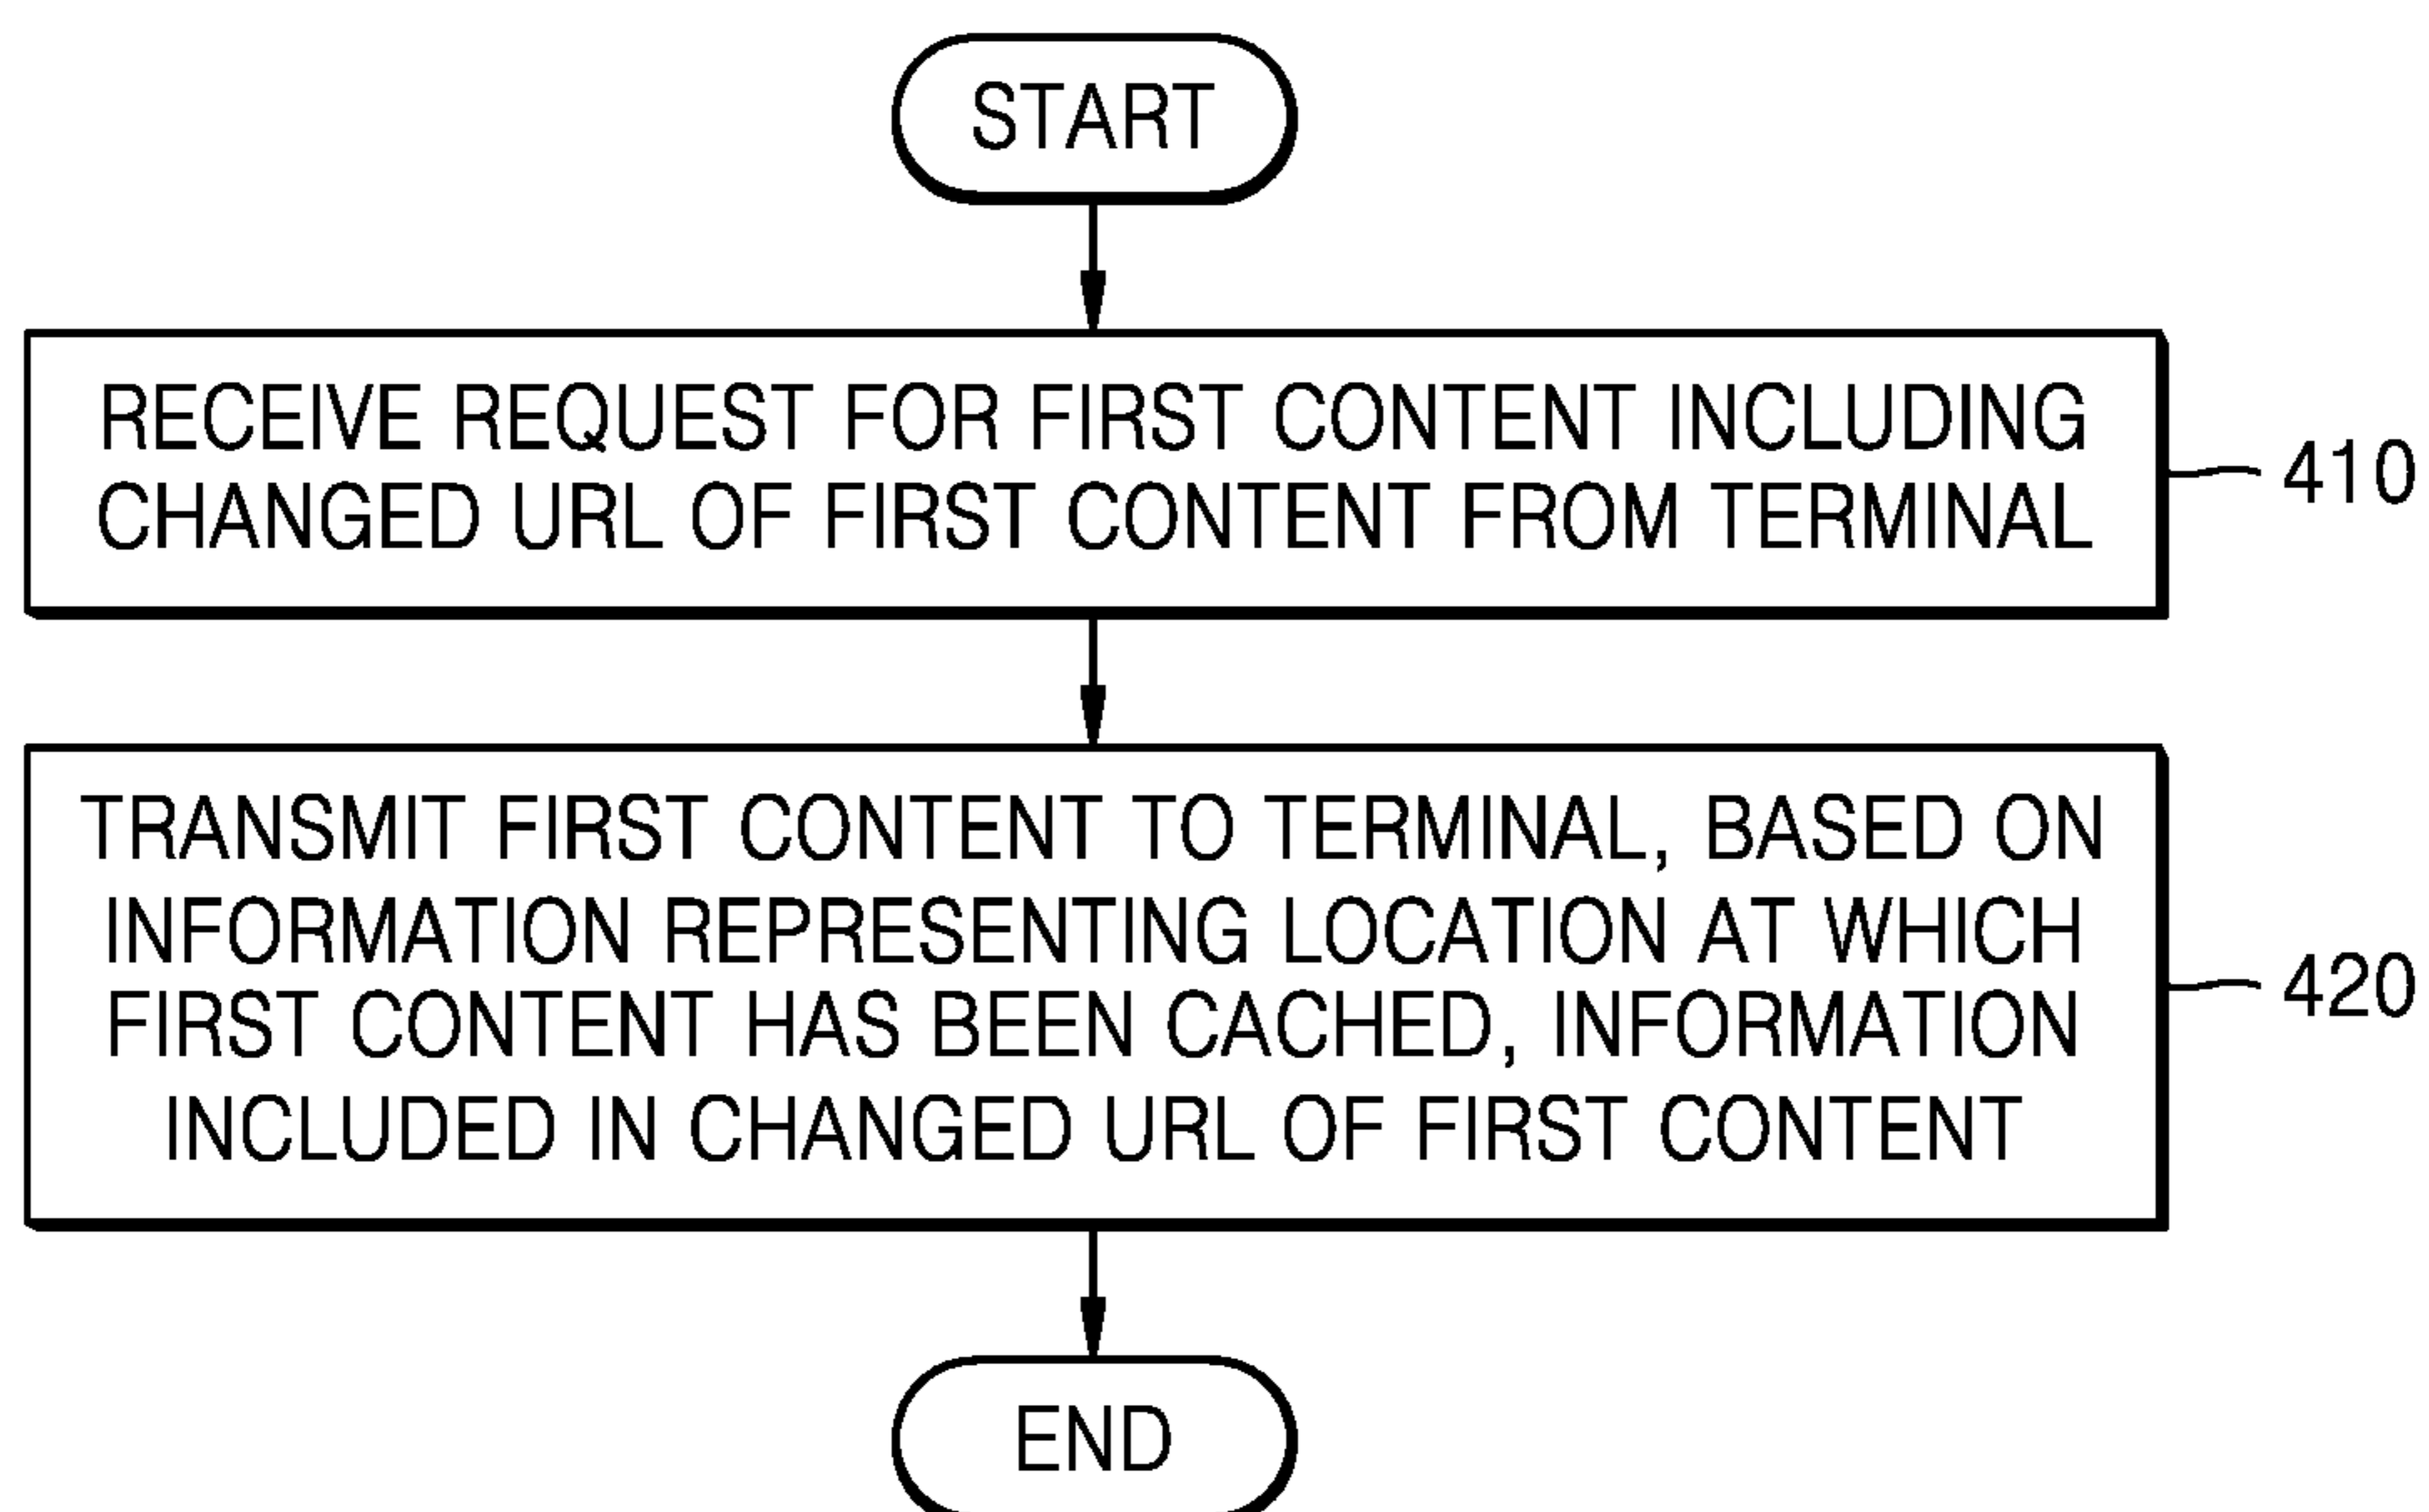 START
RECEIVE REQUEST FOR FIRST CONTENT INCLUDING
CHANGED URL OF FIRST CONTENT FROM TERMINAL
410
TRANSMIT FIRST CONTENT TO TERMINAL, BASED ON
INFORMATION REPRESENTING LOCATION AT WHICH
FIRST CONTENT HAS BEEN CACHED, INFORMATION
INCLUDED IN CHANGED URL OF FIRST CONTENT
420
END